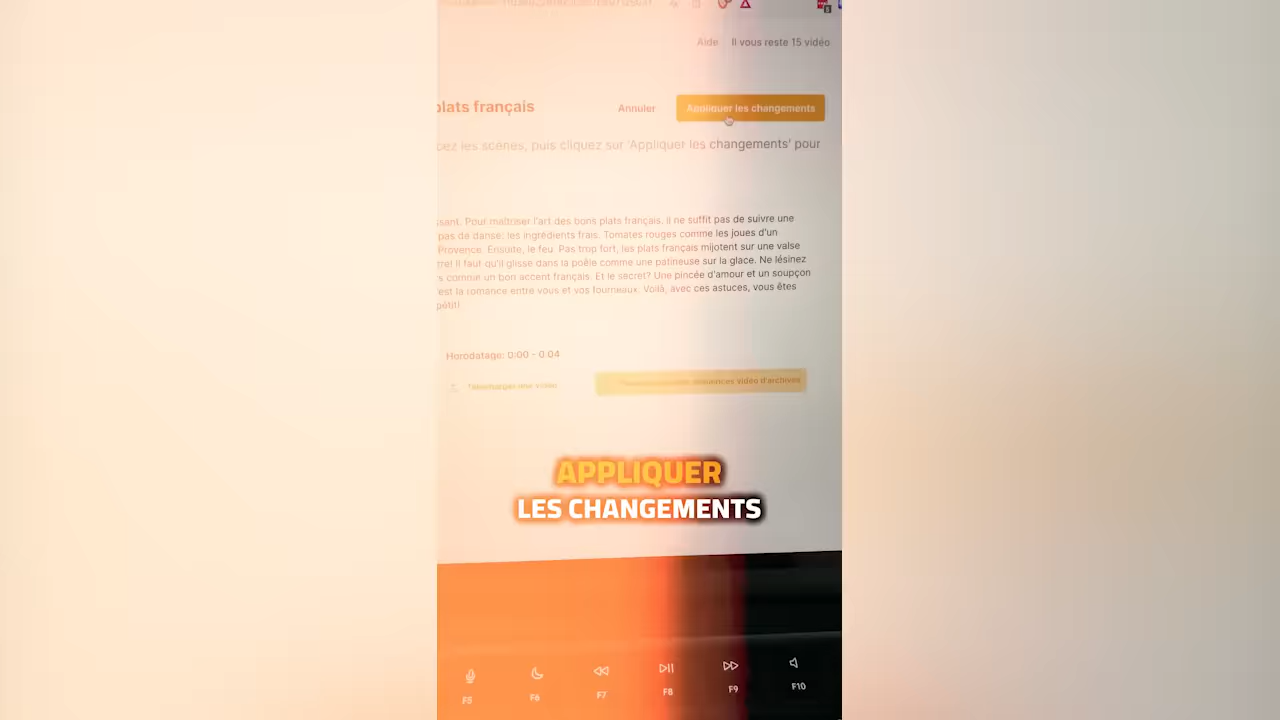 Aide Il vous reste 15 vidéo
plats français Annuler Appliquer les changements
cez les scènes, puis cliquez sur 'Appliquer les changements' pour
ssant. Pour maîtriser l'art des bons plats français, il ne suffit pas de suivre une
pas de danse: les ingrédients frais. Tomates rouges comme les joues d'un
Provence. Ensuite, le feu. Pas trop fort, les plats français mijotent sur une valse
rre! Il faut qu'il glisse dans la poêle comme une patineuse sur la glace. Ne lésinez
s comme un bon accent français. Et le secret? Une pincée d'amour et un soupçon
'est la romance entre vous et vos fourneaux. Voilà, avec ces astuces, vous êtes
pétit!
Horodatage: 0:00 - 0:04
Télécharger une vidéo séquences vidéo d'archives
APPLIQUER
LES CHANGEMENTS
F5 F6 F7 F8 F9 F10